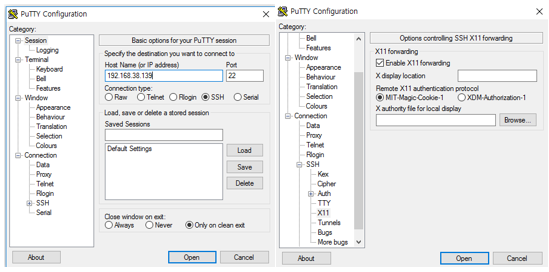 PuTTY Configuration
Category:
Session
Logging
Terminal
Keyboard
Bell
Features
Window
Appearance
Behaviour
Translation
Selection
Colours
Connection
Data
Proxy
Telnet
Rlogin
SSH
Serial
Basic options for your PuTTY session
Specify the destination you want to connect to
Host Name (or IP address) Port
192.168.38.139 22
Connection type:
Raw Telnet Rlogin SSH Serial
Load, save or delete a stored session
Saved Sessions
Default Settings
Load
Save
Delete
Close window on exit:
Always Never Only on clean exit
About Open Cancel
PuTTY Configuration
Category:
Bell
Features
Window
Appearance
Behaviour
Translation
Selection
Colours
Connection
Data
Proxy
Telnet
Rlogin
SSH
Kex
Cipher
Auth
TTY
X11
Tunnels
Bugs
More bugs
Options controlling SSH X11 forwarding
X11 forwarding
Enable X11 forwarding
X display location
Remote X11 authentication protocol
MIT-Magic-Cookie-1 XDM-Authorization-1
X authority file for local display
Browse...
About Open Cancel